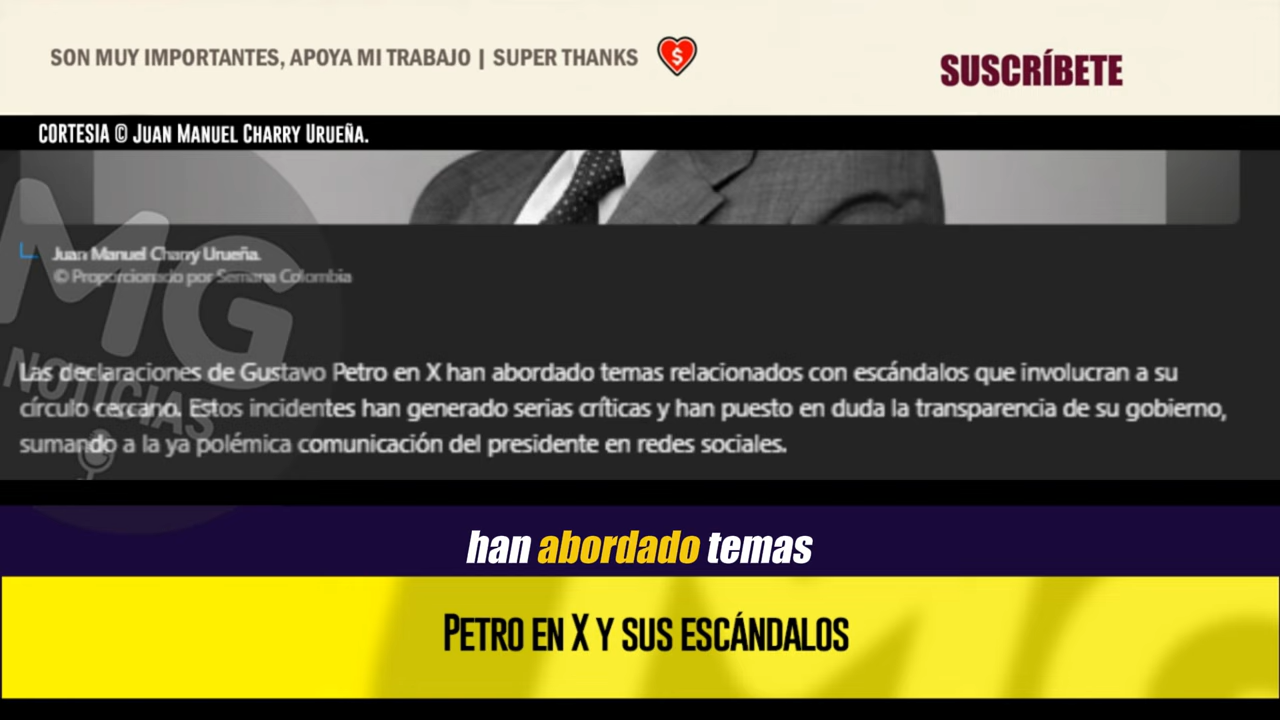 SON MUY IMPORTANTES, APOYA MI TRABAJO | SUPER THANKS $
SUSCRÍBETE
CORTESIA © JUAN MANUEL CHARRY URUEÑA.
Juan Manuel Charry Urueña.
© Proporcionado por Semana Colombia
MG
NOTICIAS
Las declaraciones de Gustavo Petro en X han abordado temas relacionados con escándalos que involucran a su
círculo cercano. Estos incidentes han generado serias críticas y han puesto en duda la transparencia de su gobierno,
sumando a la ya polémica comunicación del presidente en redes sociales.
han abordado temas
PETRO EN X Y SUS ESCÁNDALOS